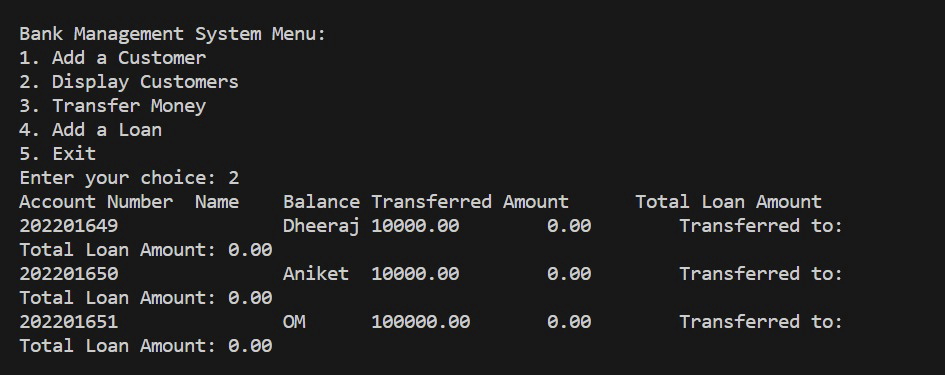 Bank Management System Menu:
1. Add a Customer
2. Display Customers
3. Transfer Money
4. Add a Loan
5. Exit
Enter your choice: 2
Account Number  Name    Balance Transferred Amount      Total Loan Amount
202201649               Dheeraj 10000.00        0.00        Transferred to:
Total Loan Amount: 0.00
202201650               Aniket  10000.00        0.00        Transferred to:
Total Loan Amount: 0.00
202201651               OM      100000.00       0.00        Transferred to:
Total Loan Amount: 0.00